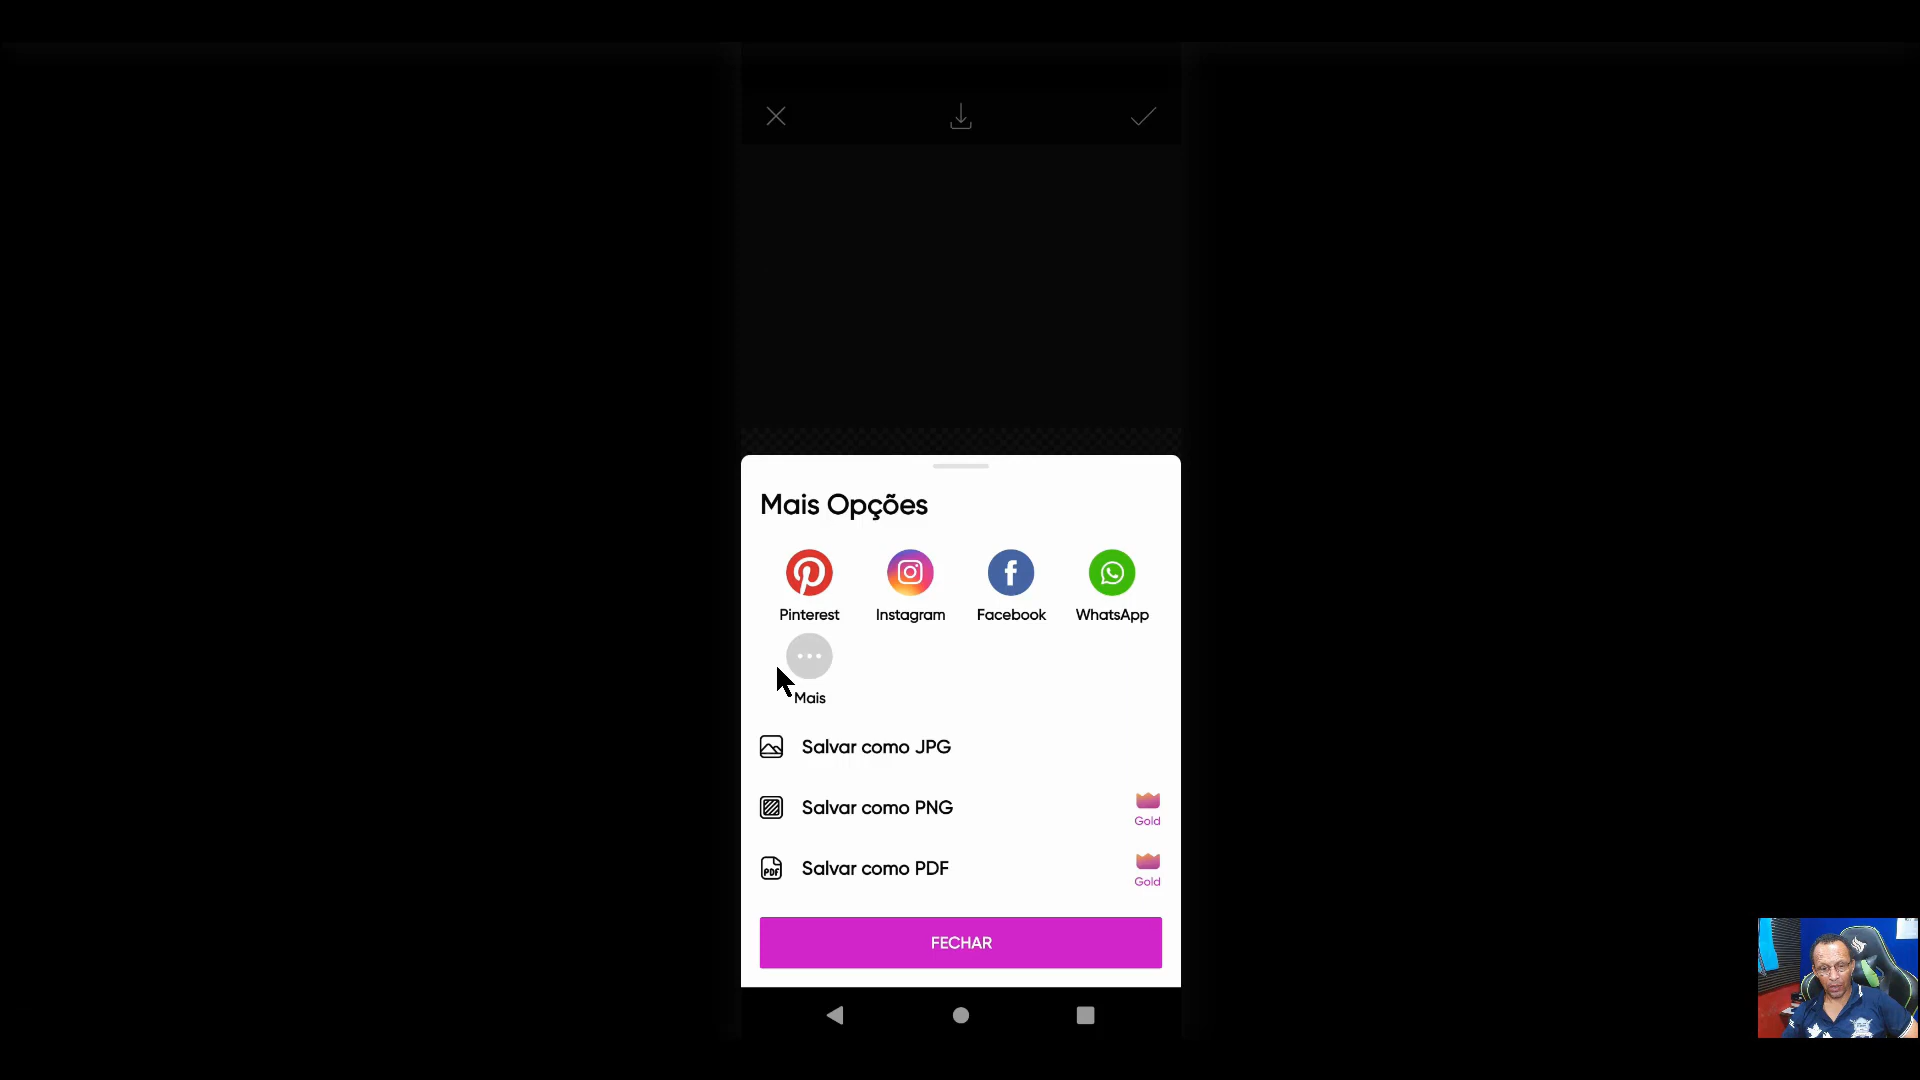 Mais Opções
Pinterest
Instagram
Facebook
WhatsApp
Mais
Salvar como JPG
Salvar como PNG
Gold
PDF
Salvar como PDF
Gold
FECHAR